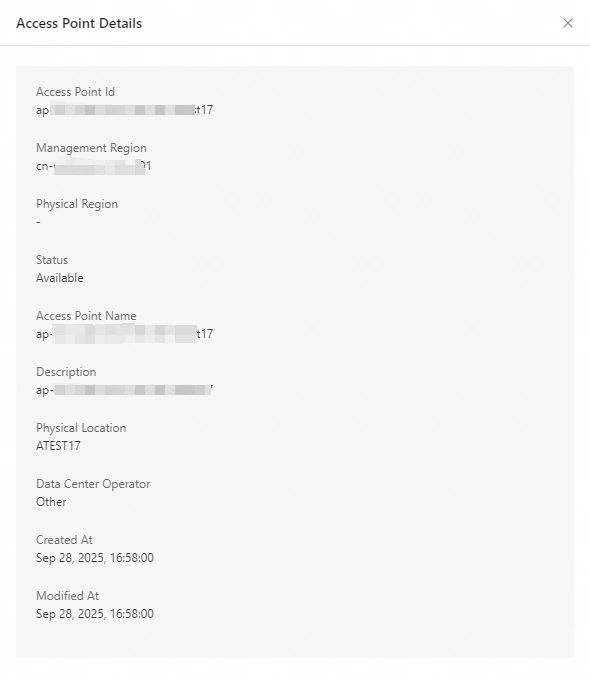 Access Point Details
Access Point Id
ap
t17
Management Region
cn-
01
Physical Region
-
Status
Available
Access Point Name
ap-
t17
Description
ap-
Physical Location
ATEST17
Data Center Operator
Other
Created At
Sep 28, 2025, 16:58:00
Modified At
Sep 28, 2025, 16:58:00